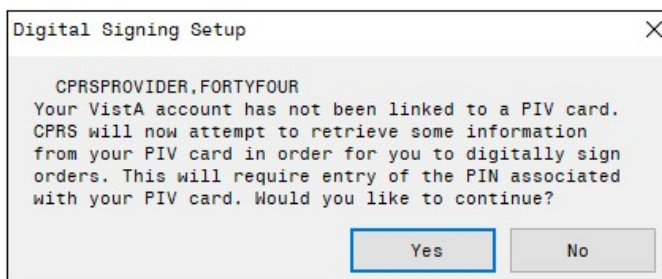 Digital Signing Setup
CPRSPROVIDER,FORTYFOUR
Your VistA account has not been linked to a PIV card.
CPRS will now attempt to retrieve some information
from your PIV card in order for you to digitally sign
orders. This will require entry of the PIN associated
with your PIV card. Would you like to continue?
Yes No